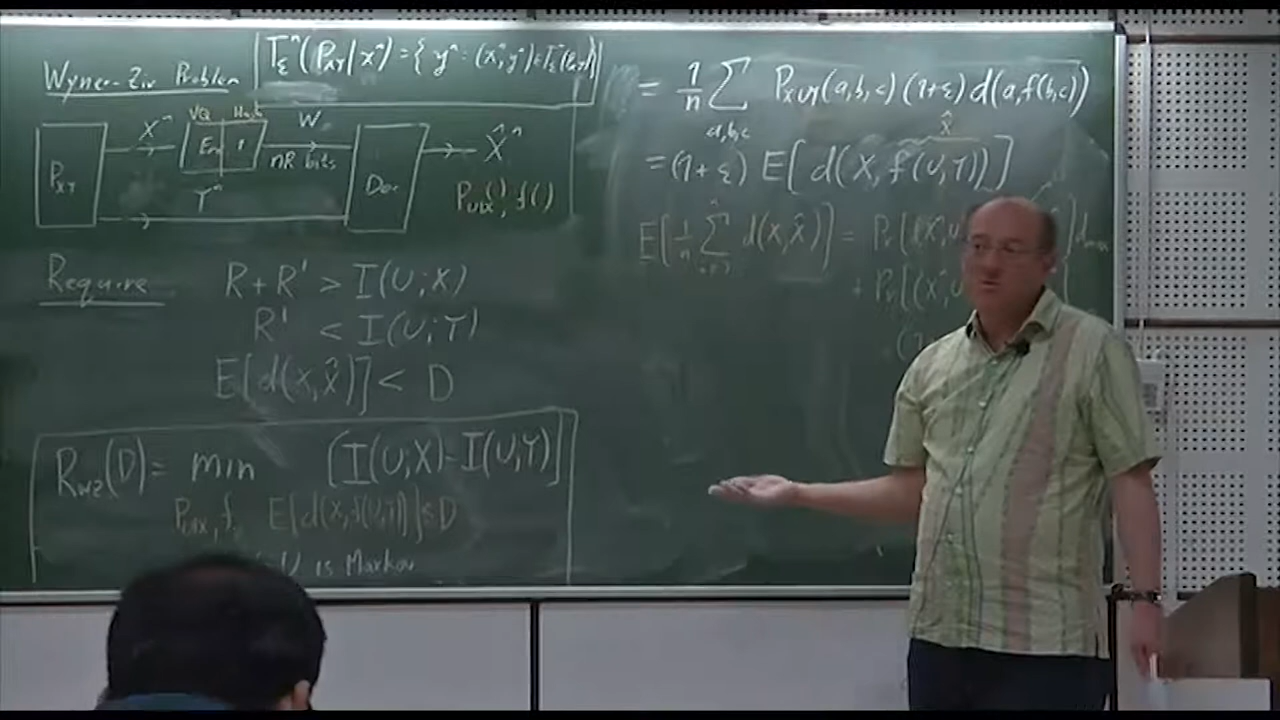 Wyner-Ziv Problem
T_ε^n (P_XY | x^n) = { y^n : (x^n, y^n) ∈ T_ε^n (P_XY) }
VQ
P_XY
X^n
Enc
W
nR bits
Dec
X̂^n
Y^n
P_U|X(), f()
Require
R + R' > I(U;X)
R' < I(U;Y)
E[d(X,X̂)] < D
R_WZ(D) = min [I(U;X) - I(U;Y)]
P_U|X, f, E[d(X,f(U,Y))] ≤ D
U is Markov
= 1/n ∑ P_XUY(a,b,c) (1+ε) d(a,f(b,c))
a,b,c
X̂
= (1+ε) E[d(X, f(U,Y))]
E[1/n ∑ d(X,X̂)] = Pr[(X^n, d_max
+ Pr[(X^n,